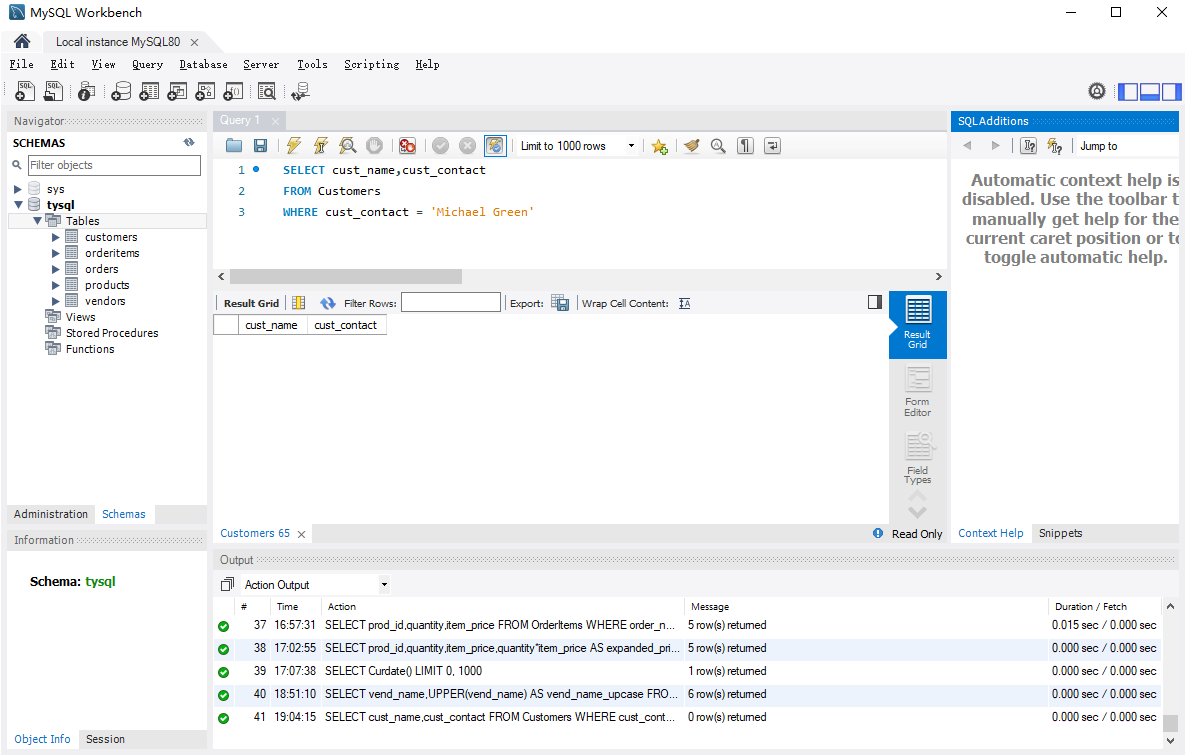 MySQL Workbench
Local instance MySQL80
File Edit View Query Database Server Tools Scripting Help
Navigator
SCHEMAS
Filter objects
sys
tysql
Tables
customers
orderitems
orders
products
vendors
Views
Stored Procedures
Functions
Administration Schemas
Information
Schema: tysql
Object Info Session
Query 1
Limit to 1000 rows
1 SELECT cust_name,cust_contact
2 FROM Customers
3 WHERE cust_contact = 'Michael Green'
Result Grid Filter Rows: Export: Wrap Cell Content:
cust_name cust_contact
Result
Grid
Form
Editor
Field
Types
Customers 65 Read Only
SQLAdditions
Jump to
Automatic context help is
disabled. Use the toolbar t
manually get help for the
current caret position or to
toggle automatic help.
Context Help Snippets
Output
Action Output
# Time Action Message Duration / Fetch
37 16:57:31 SELECT prod_id,quantity,item_price FROM OrderItems WHERE order_n... 5 row(s) returned 0.015 sec / 0.000 sec
38 17:02:55 SELECT prod_id,quantity,item_price,quantity*item_price AS expanded_pri... 5 row(s) returned 0.000 sec / 0.000 sec
39 17:07:38 SELECT Curdate() LIMIT 0, 1000 1 row(s) returned 0.000 sec / 0.000 sec
40 18:51:10 SELECT vend_name,UPPER(vend_name) AS vend_name_upcase FRO... 6 row(s) returned 0.000 sec / 0.000 sec
41 19:04:15 SELECT cust_name,cust_contact FROM Customers WHERE cust_cont... 0 row(s) returned 0.000 sec / 0.000 sec